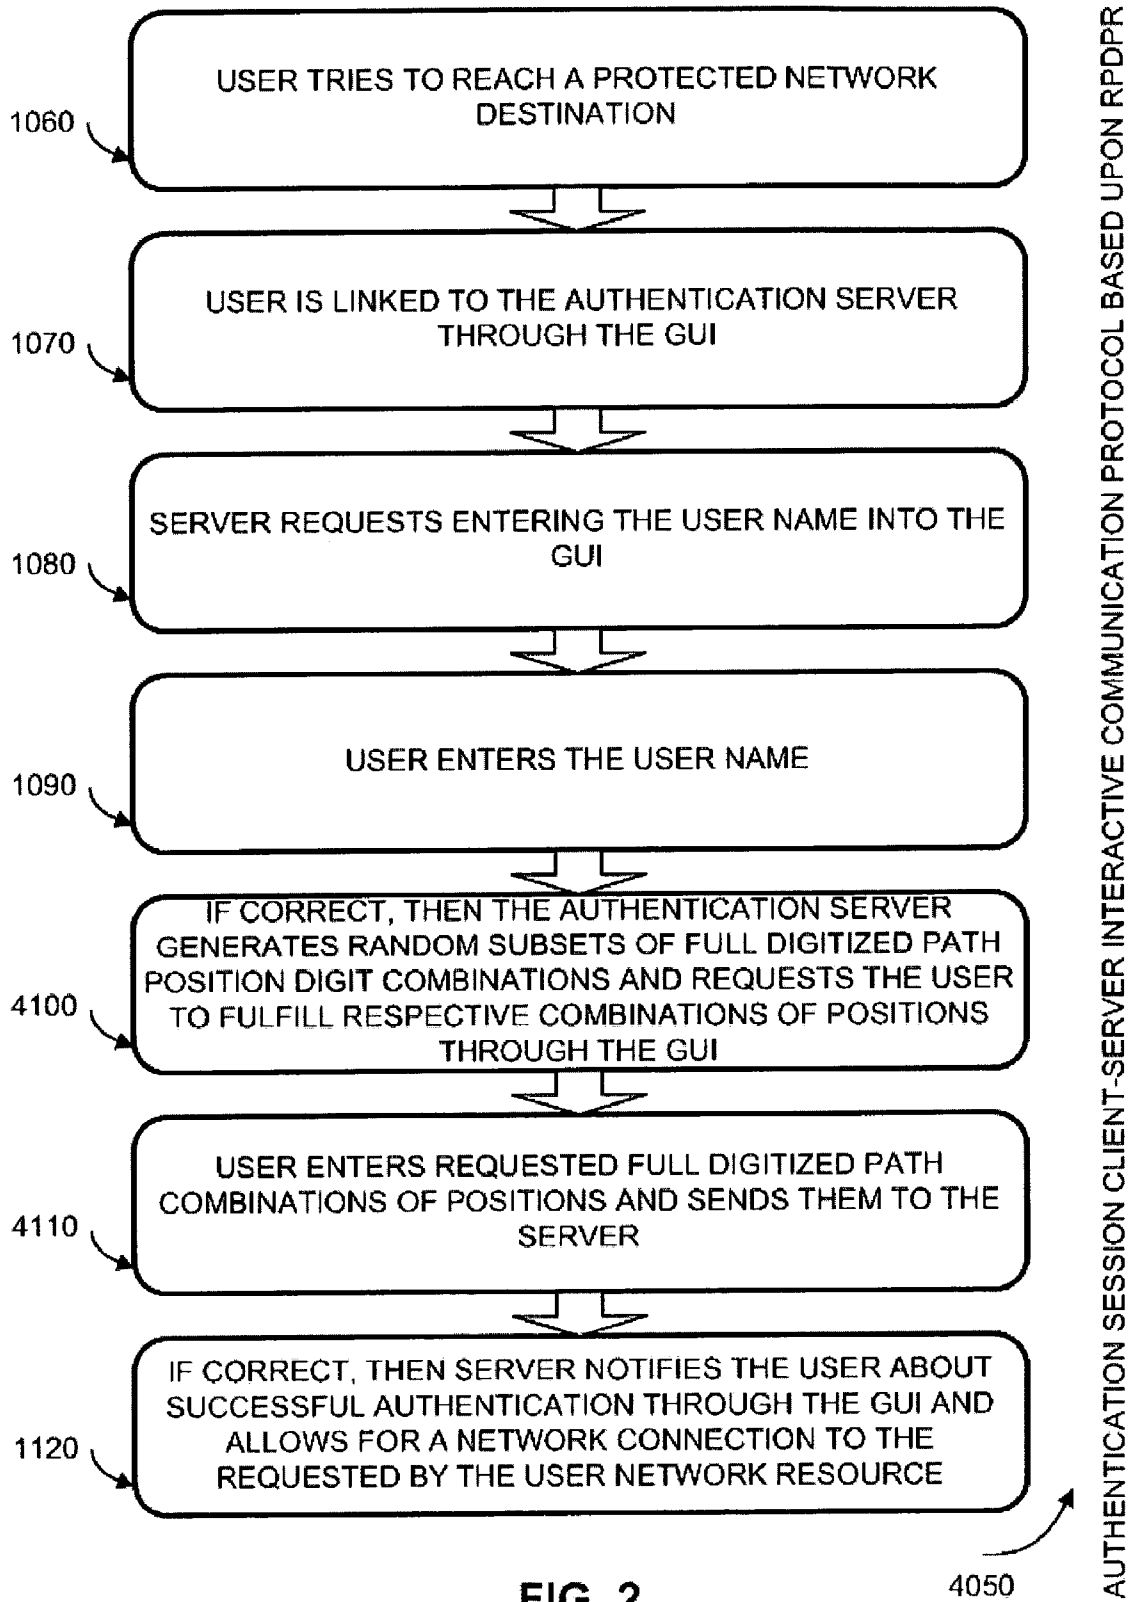 USER TRIES TO REACH A PROTECTED NETWORK
DESTINATION
1060
USER IS LINKED TO THE AUTHENTICATION SERVER
THROUGH THE GUI
1070
SERVER REQUESTS ENTERING THE USER NAME INTO THE
GUI
1080
USER ENTERS THE USER NAME
1090
IF CORRECT, THEN THE AUTHENTICATION SERVER
GENERATES RANDOM SUBSETS OF FULL DIGITIZED PATH
POSITION DIGIT COMBINATIONS AND REQUESTS THE USER
TO FULFILL RESPECTIVE COMBINATIONS OF POSITIONS
THROUGH THE GUI
4100
USER ENTERS REQUESTED FULL DIGITIZED PATH
COMBINATIONS OF POSITIONS AND SENDS THEM TO THE
SERVER
4110
IF CORRECT, THEN SERVER NOTIFIES THE USER ABOUT
SUCCESSFUL AUTHENTICATION THROUGH THE GUI AND
ALLOWS FOR A NETWORK CONNECTION TO THE
REQUESTED BY THE USER NETWORK RESOURCE
1120
AUTHENTICATION SESSION CLIENT-SERVER INTERACTIVE COMMUNICATION PROTOCOL BASED UPON RPDPR
4050
FIG. 2